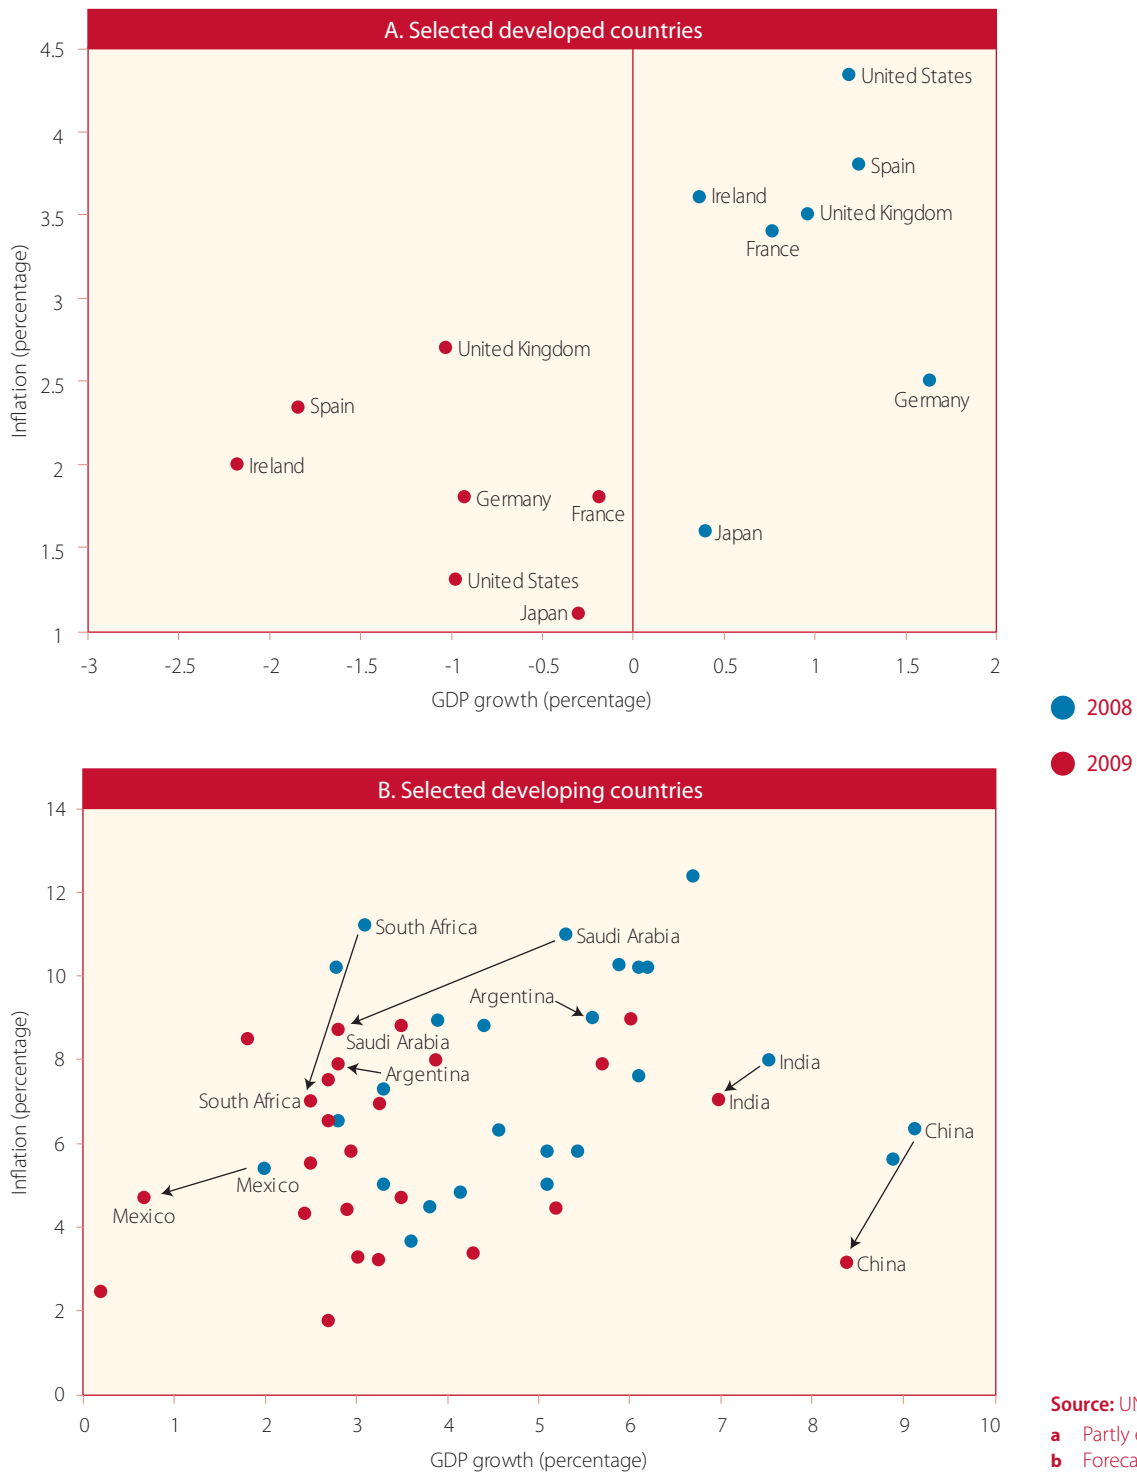 A. Selected developed countries
4.5
4
3.5
3
2.5
2
1.5
1
Inflation (percentage)
United States
Spain
Ireland
United Kingdom
France
United Kingdom
Germany
Spain
Ireland
Germany
France
Japan
United States
Japan
-3 -2.5 -2 -1.5 -1 -0.5 0 0.5 1 1.5 2
GDP growth (percentage)
2008
2009
B. Selected developing countries
14
12
10
8
6
4
2
0
Inflation (percentage)
South Africa
Saudi Arabia
Argentina
Saudi Arabia
India
Argentina
South Africa
India
China
Mexico
Mexico
China
0 1 2 3 4 5 6 7 8 9 10
GDP growth (percentage)
Source:
a Partly
b